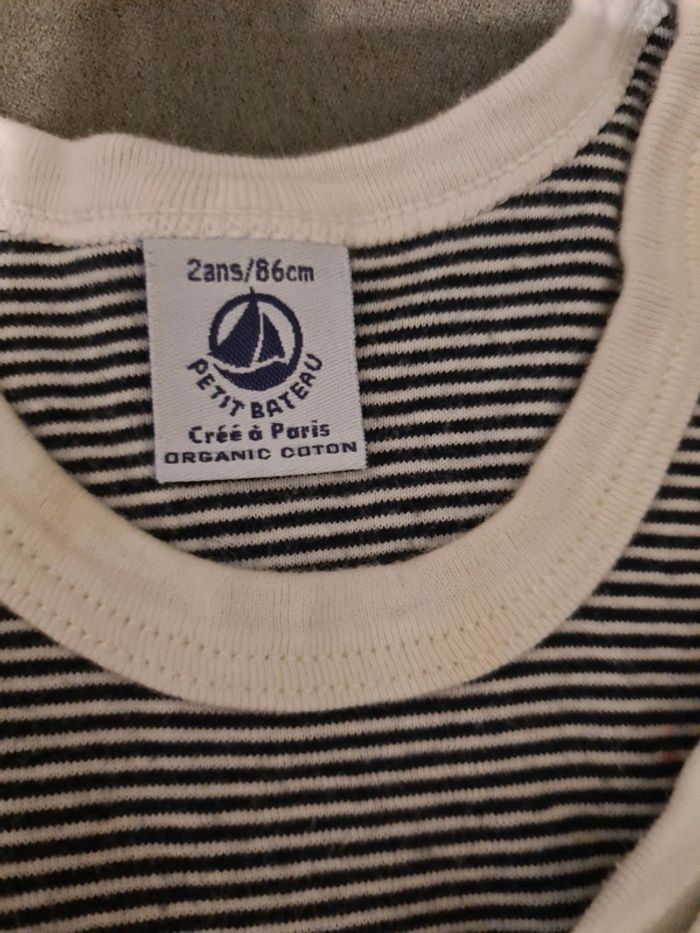 2ans/86cm
PETIT BATEAU
Créé à Paris
ORGANIC COTON